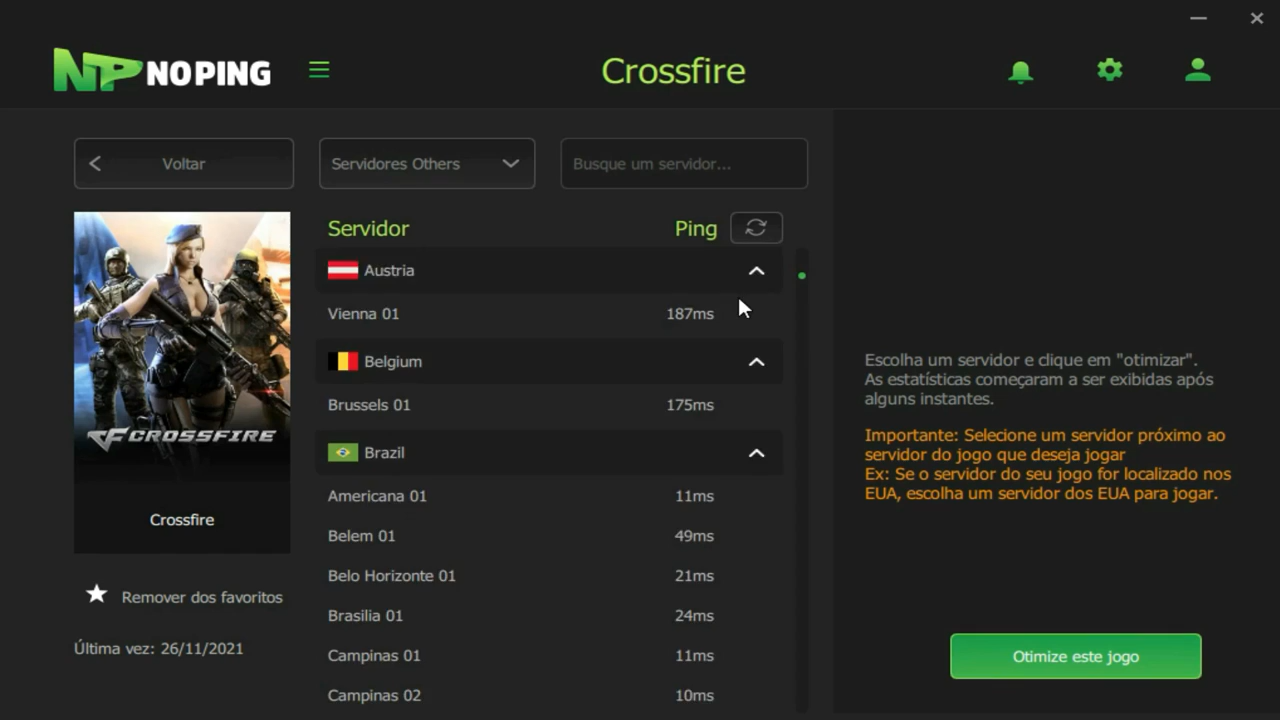 NP NOPING
Crossfire
Voltar
Servidores Others
Busque um servidor...
Servidor Ping
Austria
Vienna 01 187ms
Belgium
Brussels 01 175ms
Brazil
Americana 01 11ms
Belem 01 49ms
Belo Horizonte 01 21ms
Brasilia 01 24ms
Campinas 01 11ms
Campinas 02 10ms
CF CROSSFIRE
Crossfire
Remover dos favoritos
Última vez: 26/11/2021
Escolha um servidor e clique em "otimizar".
As estatísticas começaram a ser exibidas após
alguns instantes.
Importante: Selecione um servidor próximo ao
servidor do jogo que deseja jogar
Ex: Se o servidor do seu jogo for localizado nos
EUA, escolha um servidor dos EUA para jogar.
Otimize este jogo